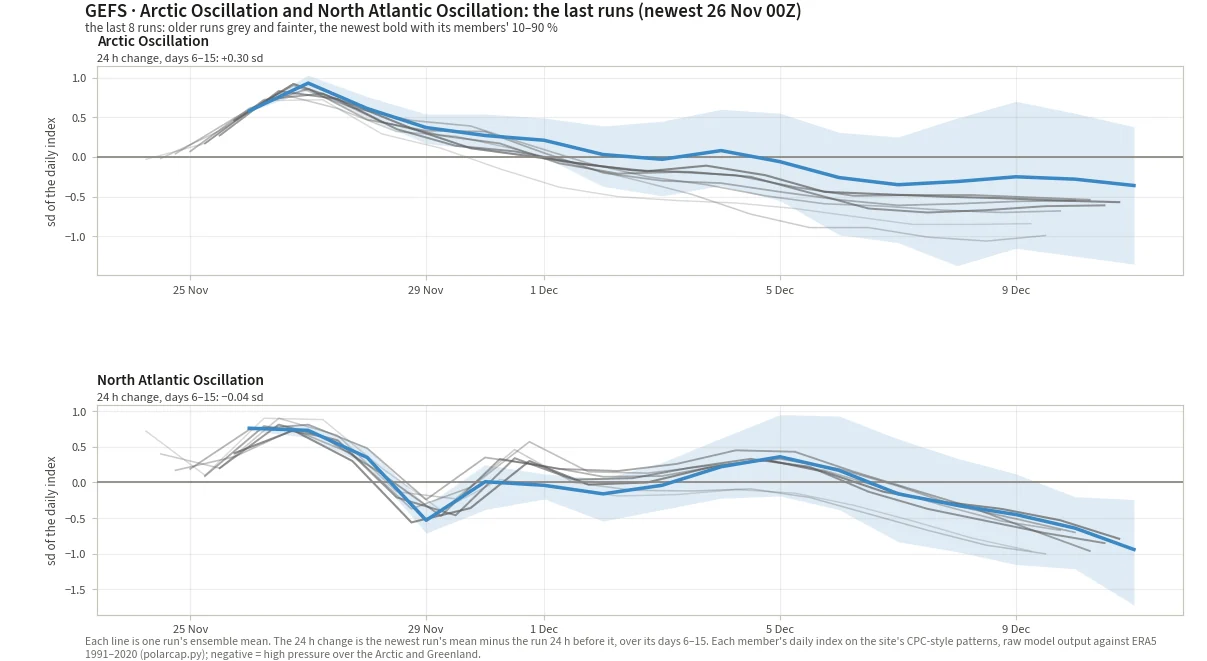 GEFS · Arctic Oscillation and North Atlantic Oscillation: the last runs (newest 26 Nov 00Z)
the last 8 runs: older runs grey and fainter, the newest bold with its members' 10–90 %
Arctic Oscillation
24 h change, days 6–15: +0.30 sd
1.0
0.5
0.0
−0.5
−1.0
sd of the daily index
25 Nov 29 Nov 1 Dec 5 Dec 9 Dec
North Atlantic Oscillation
24 h change, days 6–15: −0.04 sd
1.0
0.5
0.0
−0.5
−1.0
−1.5
sd of the daily index
25 Nov 29 Nov 1 Dec 5 Dec 9 Dec
Each line is one run's ensemble mean. The 24 h change is the newest run's mean minus the run 24 h before it, over its days 6–15. Each member's daily index on the site's CPC-style patterns, raw model output against ERA5
1991–2020 (polarcap.py); negative = high pressure over the Arctic and Greenland.